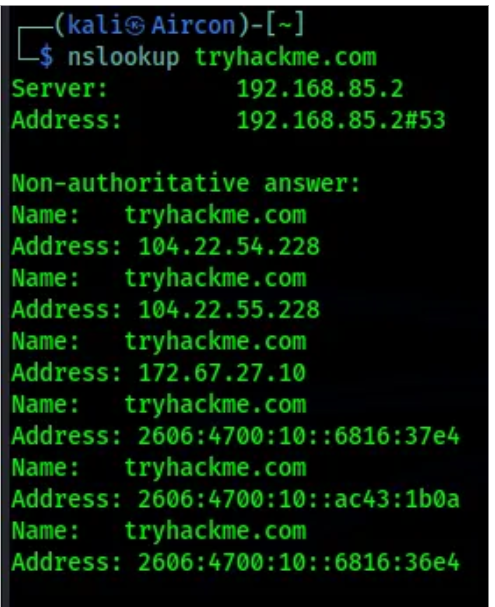 ┌──(kali㉿Aircon)-[~]
└─$ nslookup tryhackme.com
Server:         192.168.85.2
Address:        192.168.85.2#53
Non-authoritative answer:
Name:   tryhackme.com
Address: 104.22.54.228
Name:   tryhackme.com
Address: 104.22.55.228
Name:   tryhackme.com
Address: 172.67.27.10
Name:   tryhackme.com
Address: 2606:4700:10::6816:37e4
Name:   tryhackme.com
Address: 2606:4700:10::ac43:1b0a
Name:   tryhackme.com
Address: 2606:4700:10::6816:36e4